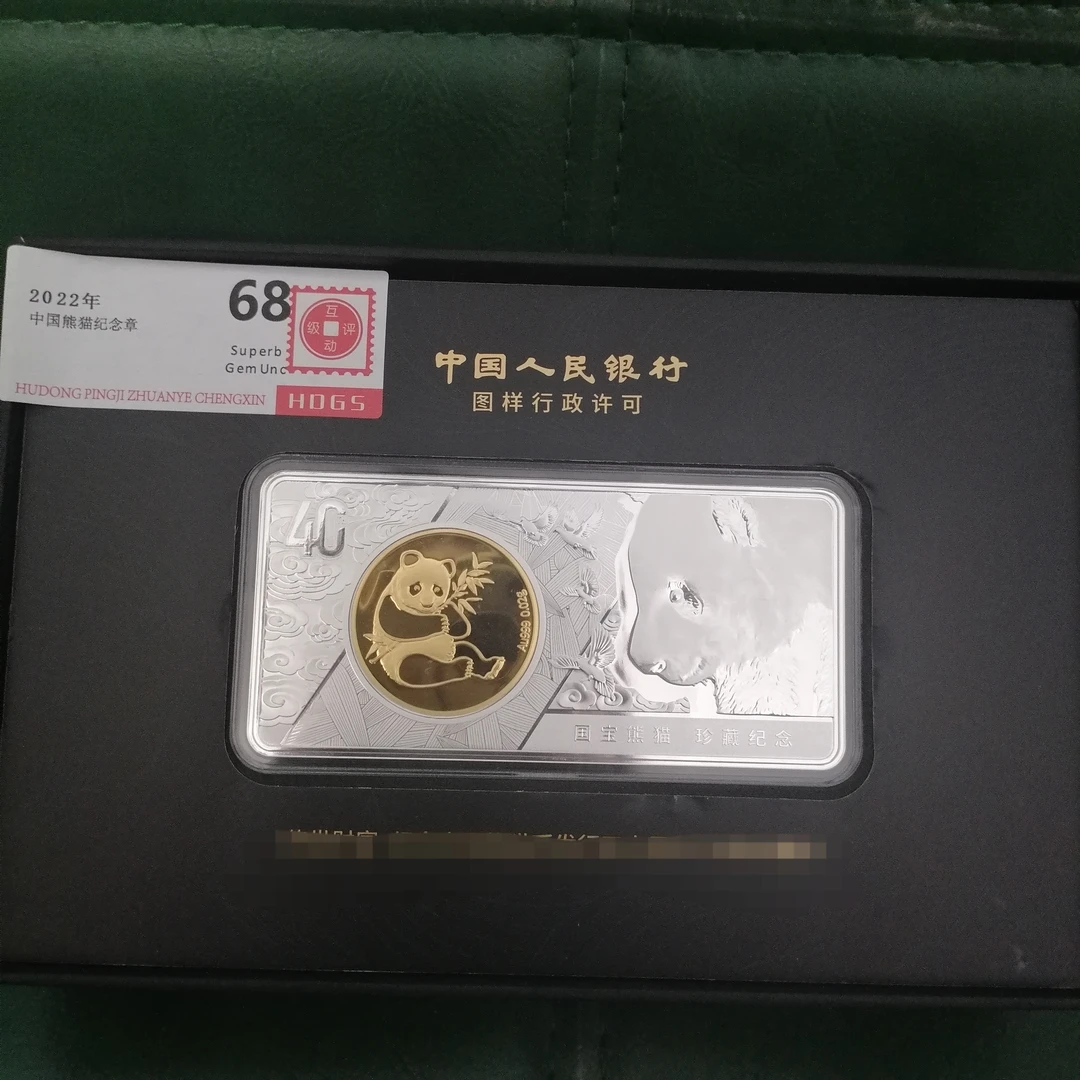 2022年
中国熊猫纪念章
68
Superb
Gem Unc
互
级 评
动
HUDONG PINGJI ZHUANYE CHENGXIN
HDGS
中国人民银行
图样行政许可
40
Au999 0.02g
国宝熊猫 珍藏纪念